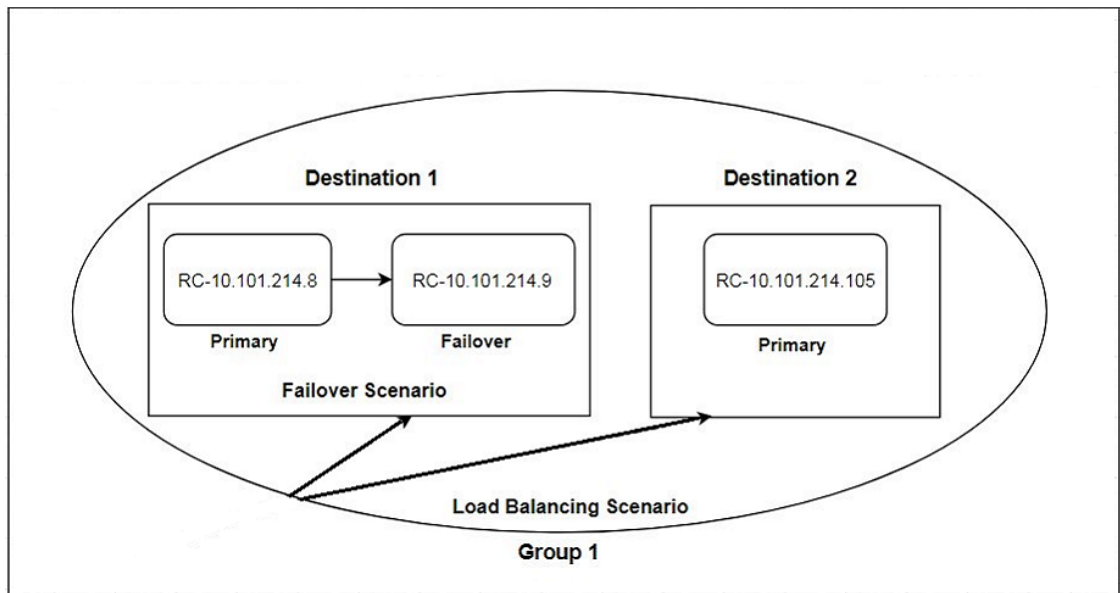 Destination 1
Destination 2
RC-10.101.214.8
RC-10.101.214.9
RC-10.101.214.105
Primary
Failover
Primary
Failover Scenario
Load Balancing Scenario
Group 1